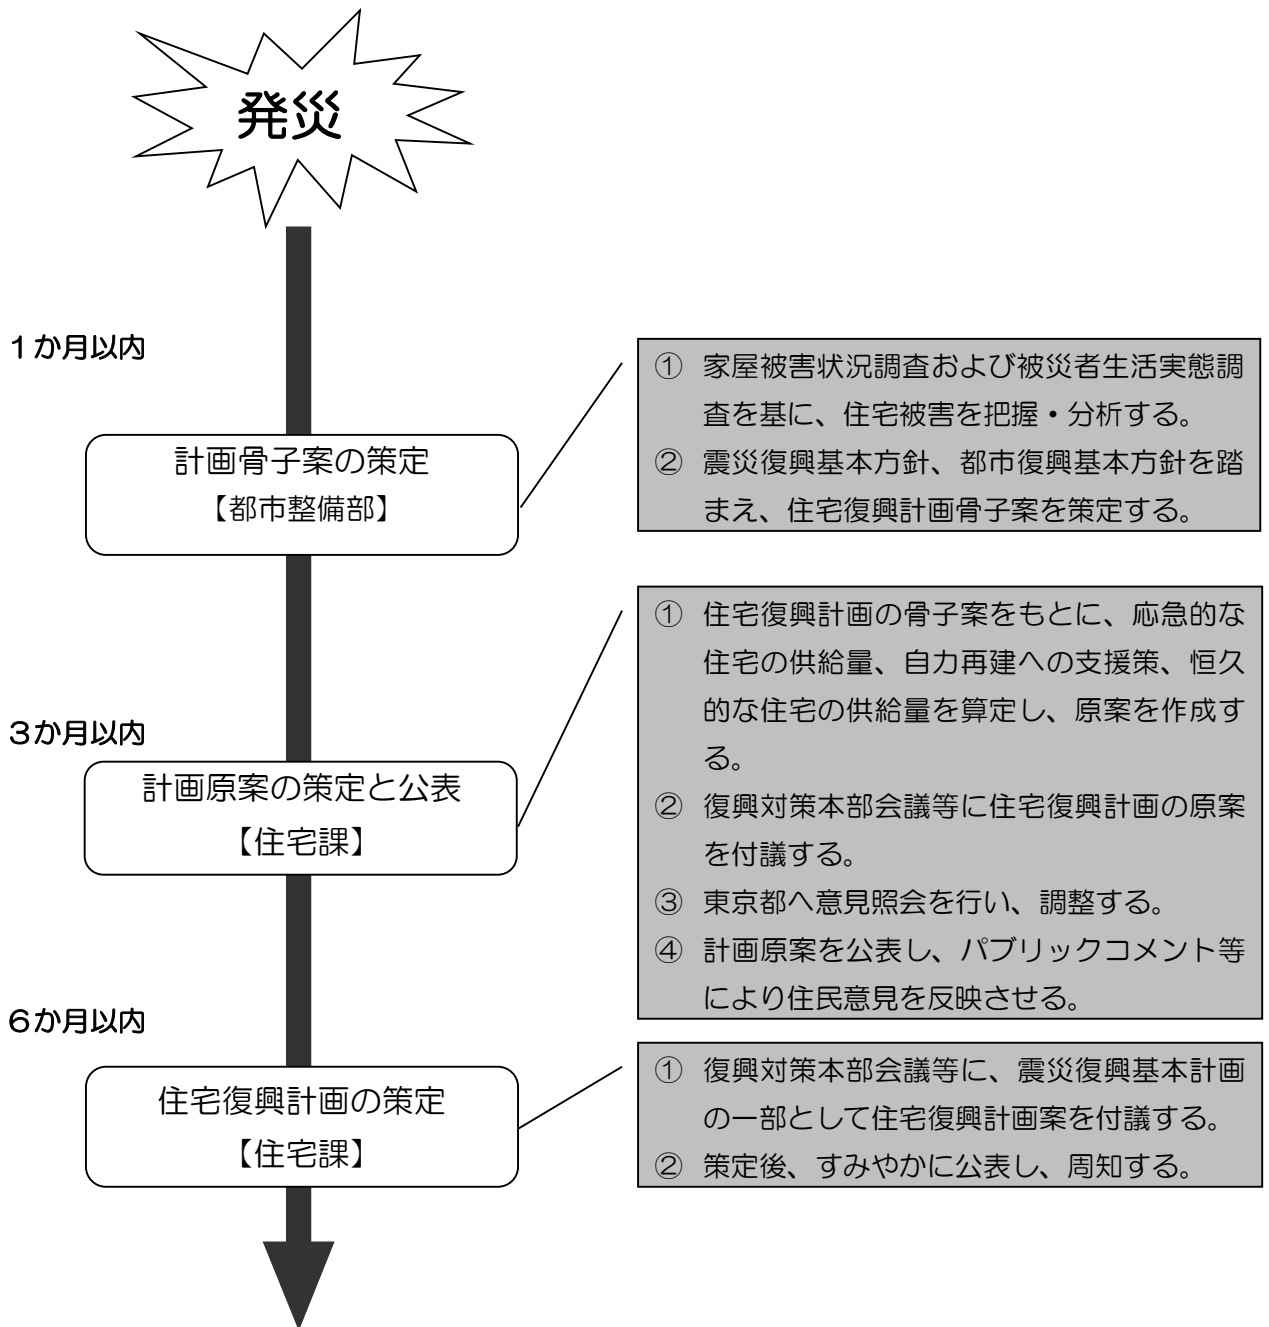 発災
１か月以内
計画骨子案の策定
【都市整備部】
① 家屋被害状況調査および被災者生活実態調
査を基に、住宅被害を把握・分析する。
② 震災復興基本方針、都市復興基本方針を踏
まえ、住宅復興計画骨子案を策定する。
３か月以内
計画原案の策定と公表
【住宅課】
① 住宅復興計画の骨子案をもとに、応急的な
住宅の供給量、自力再建への支援策、恒久
的な住宅の供給量を算定し、原案を作成す
る。
② 復興対策本部会議等に住宅復興計画の原案
を付議する。
③ 東京都へ意見照会を行い、調整する。
④ 計画原案を公表し、パブリックコメント等
により住民意見を反映させる。
６か月以内
住宅復興計画の策定
【住宅課】
① 復興対策本部会議等に、震災復興基本計画
の一部として住宅復興計画案を付議する。
② 策定後、すみやかに公表し、周知する。